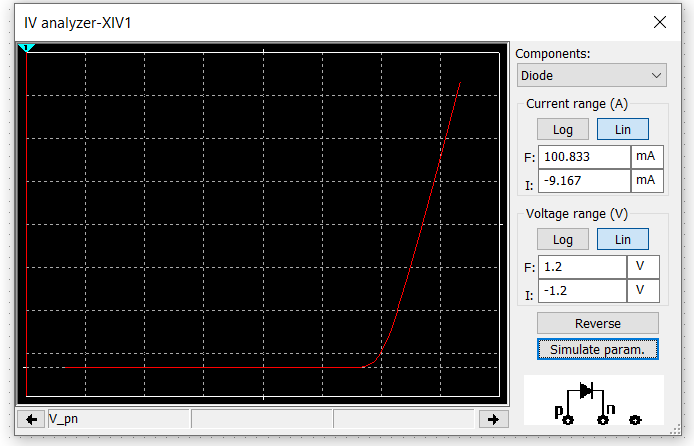 IV analyzer-XIV1
1
Components:
Diode
Current range (A)
Log Lin
F: 100.833 mA
I: -9.167 mA
Voltage range (V)
Log Lin
F: 1.2 V
I: -1.2 V
Reverse
Simulate param.
p n
V_pn